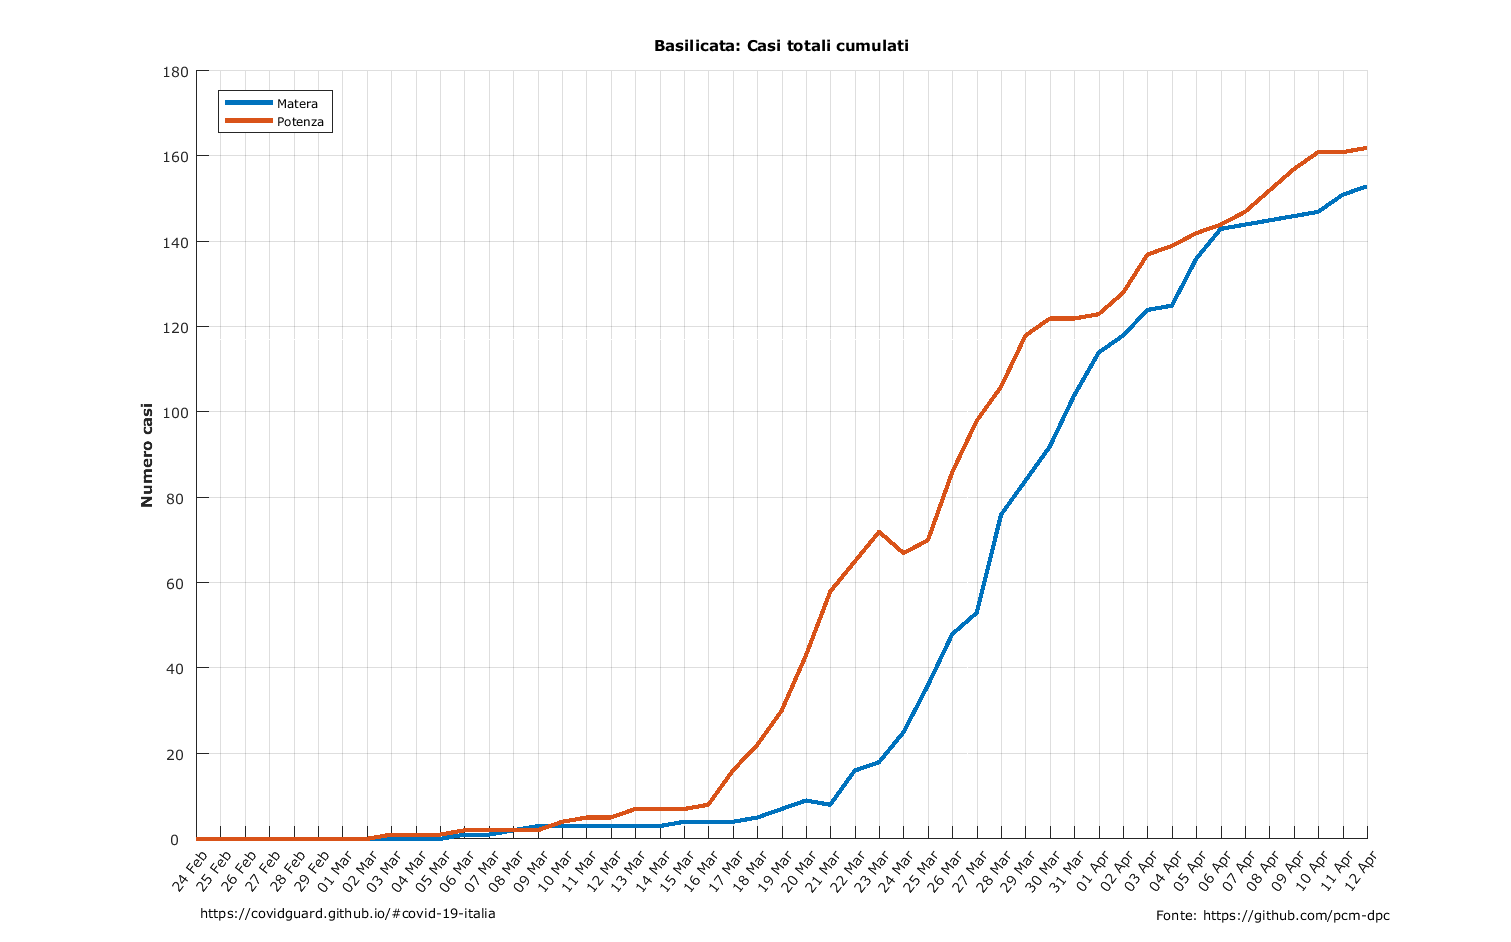 Basilicata: Casi totali cumulati
Matera
Potenza
Numero casi
180
160
140
120
100
80
60
40
20
0
24 Feb
25 Feb
26 Feb
27 Feb
28 Feb
29 Feb
01 Mar
02 Mar
03 Mar
04 Mar
05 Mar
06 Mar
07 Mar
08 Mar
09 Mar
10 Mar
11 Mar
12 Mar
13 Mar
14 Mar
15 Mar
16 Mar
17 Mar
18 Mar
19 Mar
20 Mar
21 Mar
22 Mar
23 Mar
24 Mar
25 Mar
26 Mar
27 Mar
28 Mar
29 Mar
30 Mar
31 Mar
01 Apr
02 Apr
03 Apr
04 Apr
05 Apr
06 Apr
07 Apr
08 Apr
09 Apr
10 Apr
11 Apr
12 Apr
https://covidguard.github.io/#covid-19-italia
Fonte: https://github.com/pcm-dpc